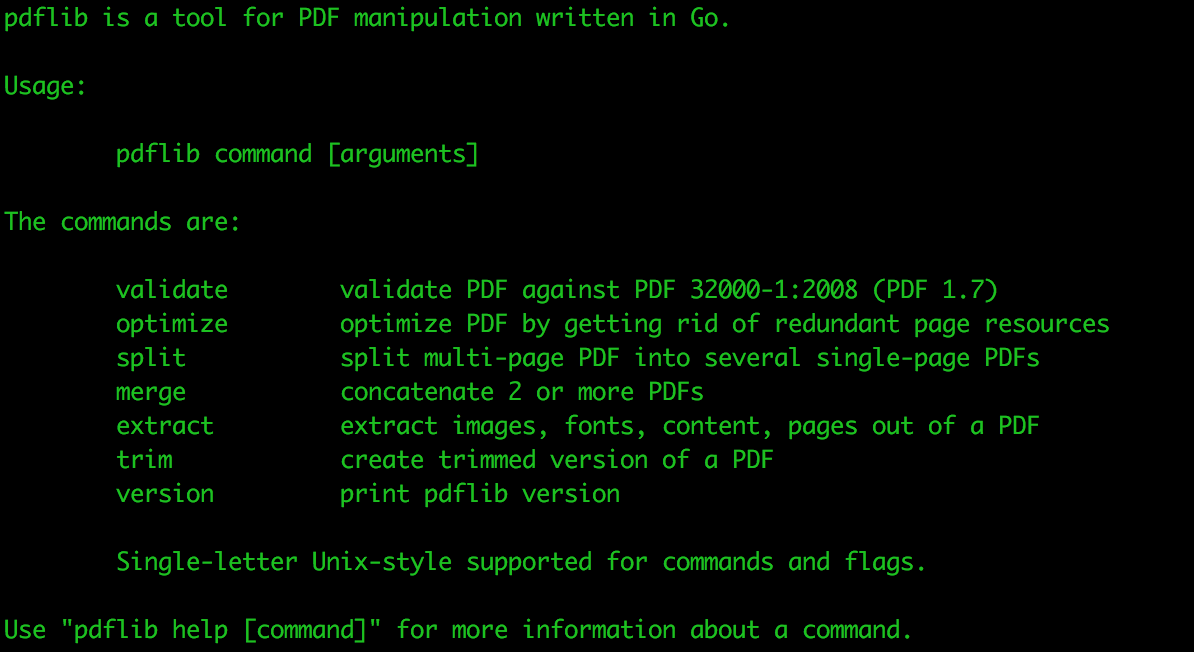 pdflib is a tool for PDF manipulation written in Go.
Usage:
pdflib command [arguments]
The commands are:
validate validate PDF against PDF 32000-1:2008 (PDF 1.7)
optimize optimize PDF by getting rid of redundant page resources
split split multi-page PDF into several single-page PDFs
merge concatenate 2 or more PDFs
extract extract images, fonts, content, pages out of a PDF
trim create trimmed version of a PDF
version print pdflib version
Single-letter Unix-style supported for commands and flags.
Use "pdflib help [command]" for more information about a command.